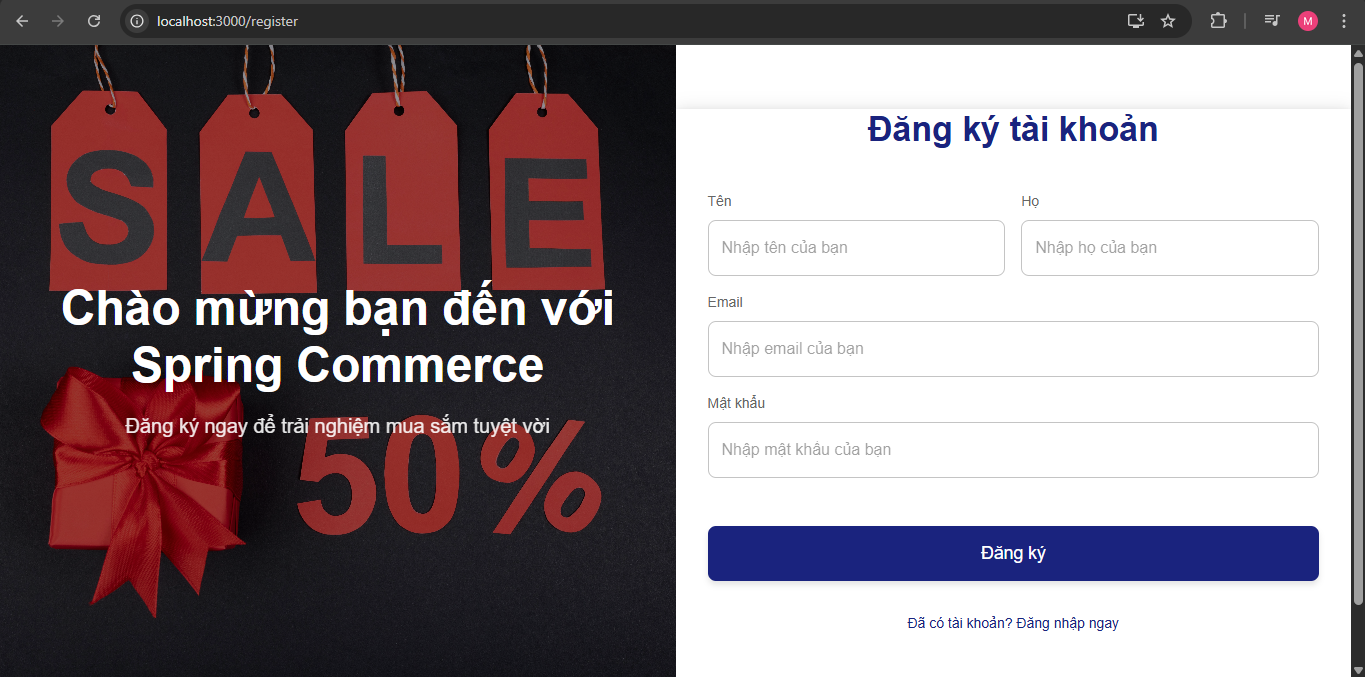 localhost:3000/register
M
SALE
Chào mừng bạn đến với
Spring Commerce
Đăng ký ngay để trải nghiệm mua sắm tuyệt vời
50%
Đăng ký tài khoản
Tên
Họ
Nhập tên của bạn
Nhập họ của bạn
Email
Nhập email của bạn
Mật khẩu
Nhập mật khâu của bạn
Đăng ký
Đã có tài khoản? Đăng nhập ngay